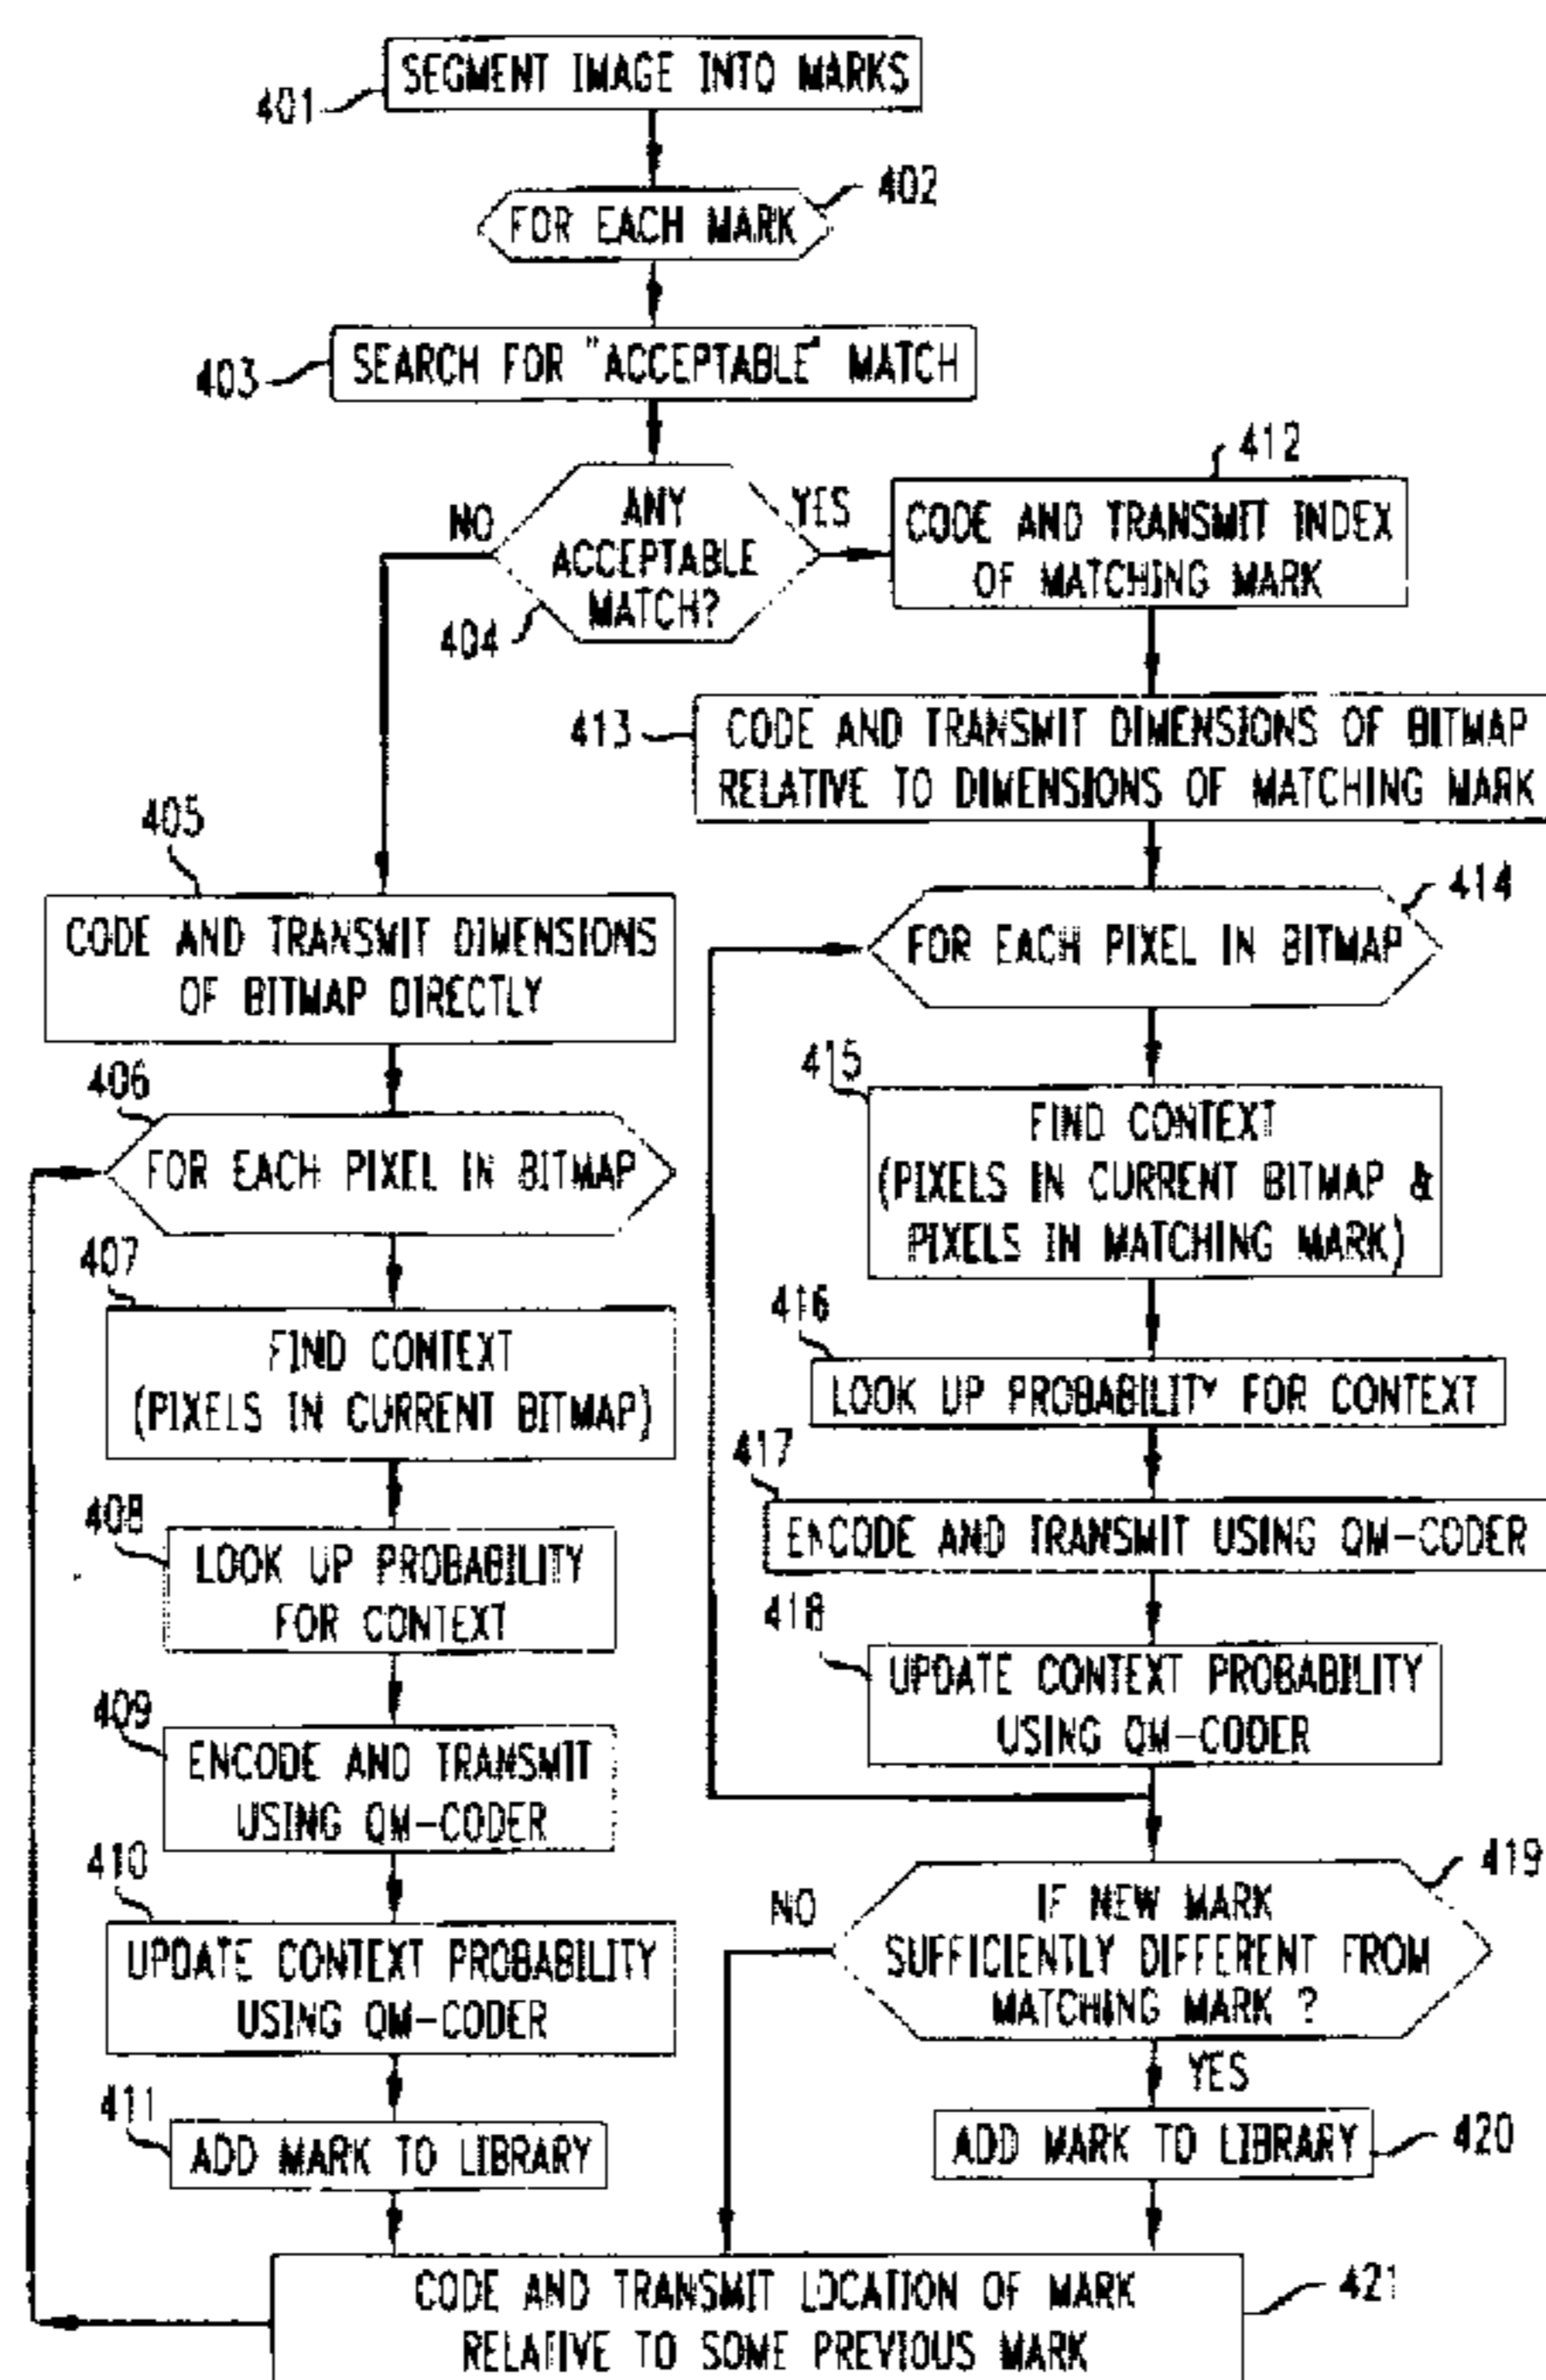 SEGMENT IMAGE INTO MARKS
401
402
FOR EACH MARK
SEARCH FOR "ACCEPTABLE" MATCH
403
412
NO
ANY
ACCEPTABLE
MATCH?
YES
404
CODE AND TRANSMIT INDEX
OF MATCHING MARK
413
CODE AND TRANSMIT DIMENSIONS OF BITMAP
RELATIVE TO DIMENSIONS OF MATCHING MARK
405
CODE AND TRANSMIT DIMENSIONS
OF BITMAP DIRECTLY
414
FOR EACH PIXEL IN BITMAP
406
FOR EACH PIXEL IN BITMAP
415
FIND CONTEXT
(PIXELS IN CURRENT BITMAP &
PIXELS IN MATCHING MARK)
407
FIND CONTEXT
(PIXELS IN CURRENT BITMAP)
416
LOOK UP PROBABILITY FOR CONTEXT
408
LOOK UP PROBABILITY
FOR CONTEXT
417
ENCODE AND TRANSMIT USING QM-CODER
409
ENCODE AND TRANSMIT
USING QM-CODER
418
UPDATE CONTEXT PROBABILITY
USING QM-CODER
410
UPDATE CONTEXT PROBABILITY
USING QM-CODER
419
NO
IF NEW MARK
SUFFICIENTLY DIFFERENT FROM
MATCHING MARK ?
YES
411
ADD MARK TO LIBRARY
ADD MARK TO LIBRARY
420
CODE AND TRANSMIT LOCATION OF MARK
RELATIVE TO SOME PREVIOUS MARK
421